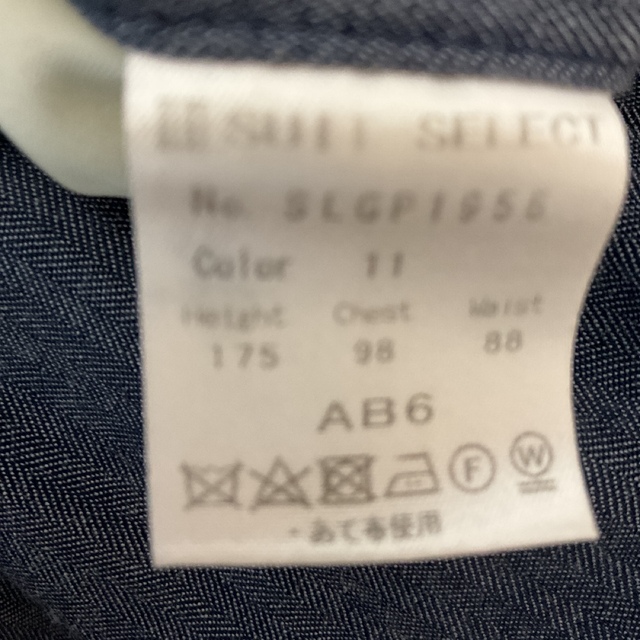 SUIT SELECT
No. SLGP1956
Color 11
Height Chest Waist
175 98 88
AB6
F W
・あて布使用